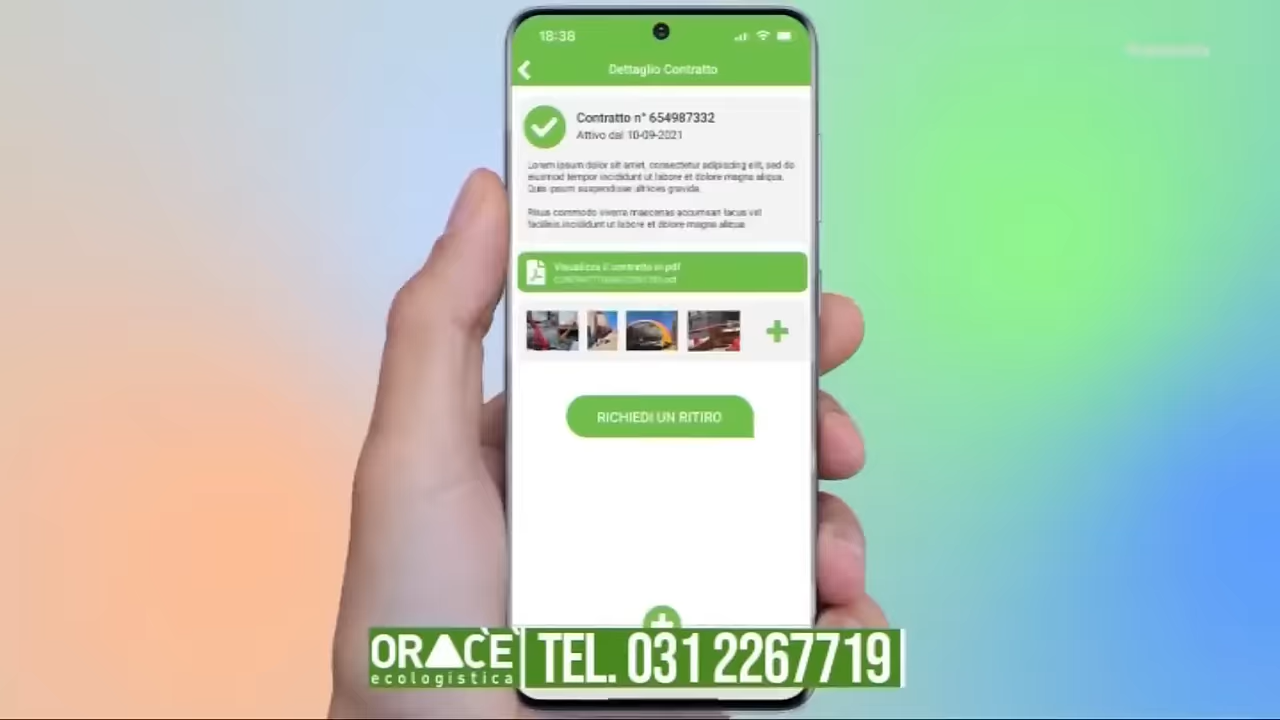 18:38
Dettaglio Contratto
Contratto n° 654987332
Attivo dal 10-09-2021
Lorem ipsum dolor sit amet, consectetur adipiscing elit, sed do
eiusmod tempor incididunt ut labore et dolore magna aliqua.
Quis ipsum suspendisse ultrices gravida.
Risus commodo viverra maecenas accumsan lacus vel
facilisis incididunt ut labore et dolore magna aliqua
Visualizza il contratto in pdf
RICHIEDI UN RITIRO
ORACÈ
ecologistica
TEL. 031 2267719